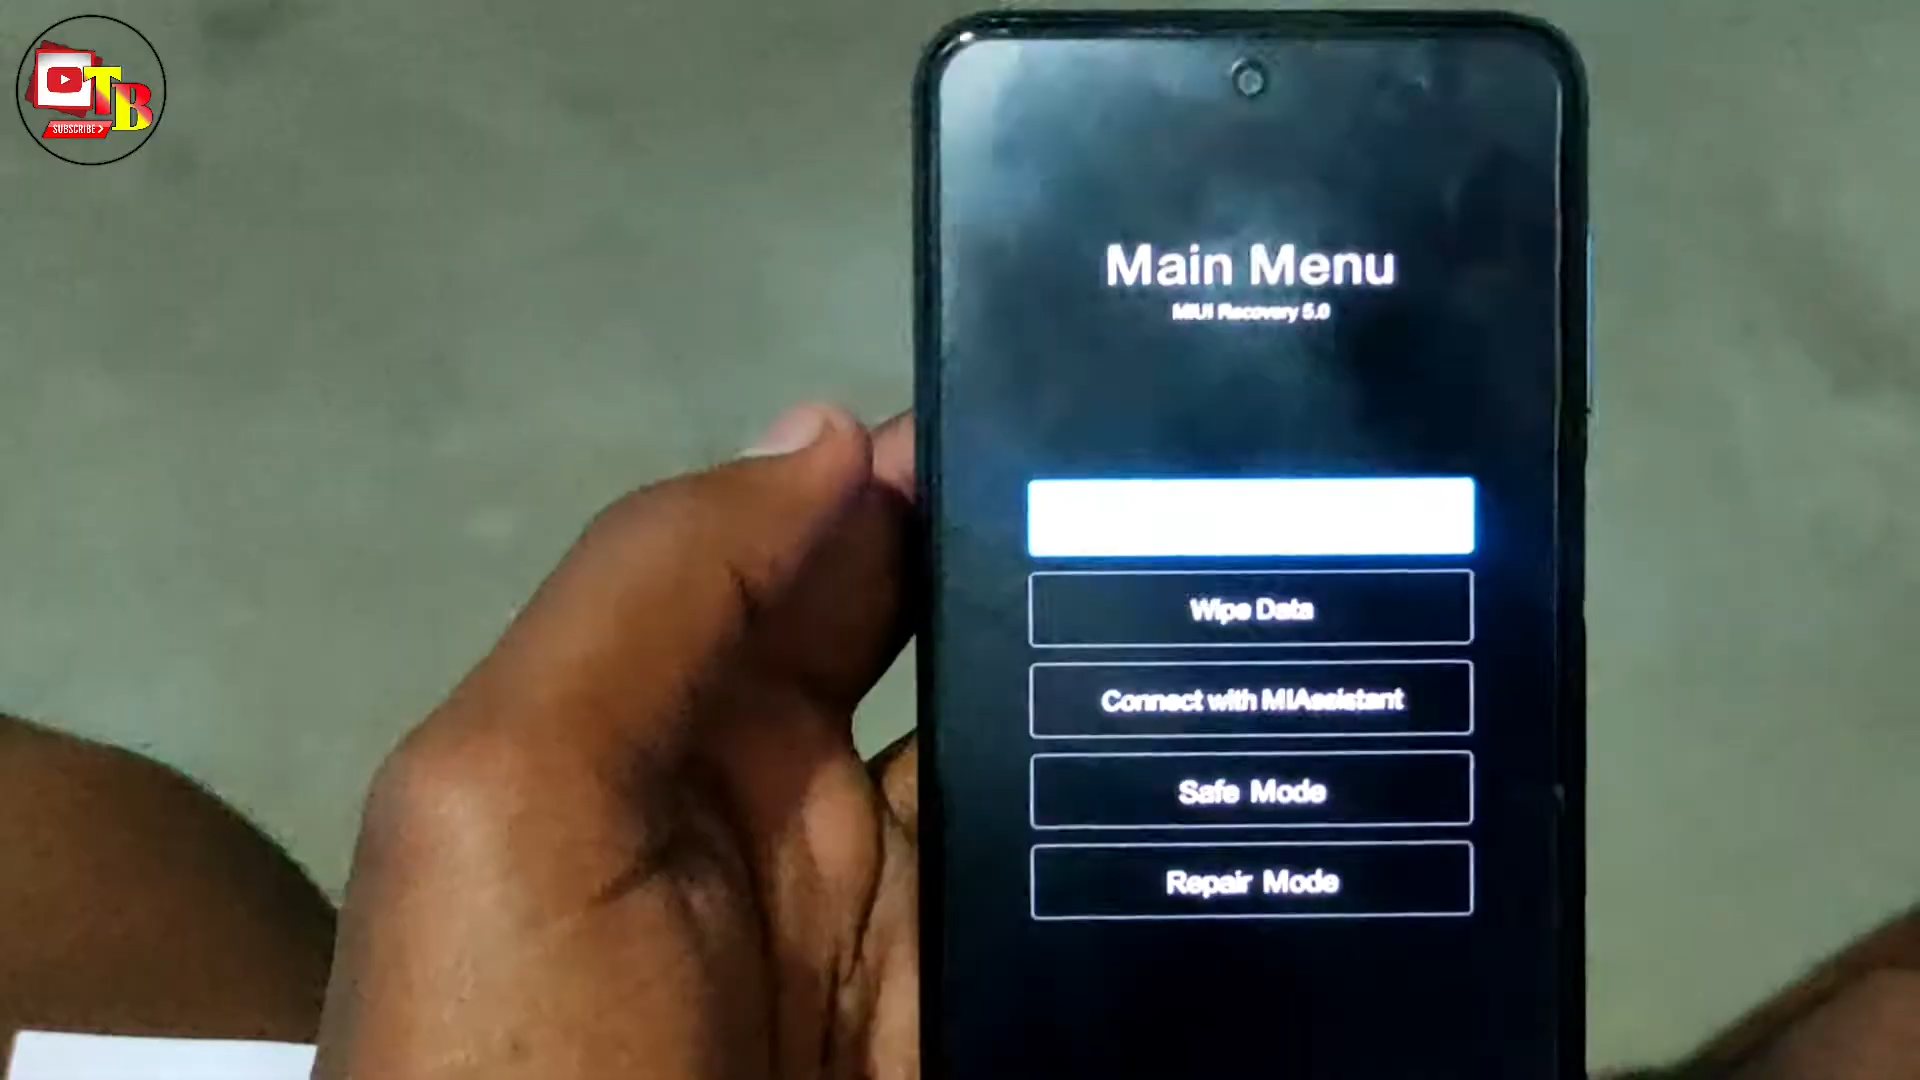 TB
SUBSCRIBE >
Main Menu
MIUI Recovery 5.0
Wipe Data
Connect with MIAssistant
Safe Mode
Repair Mode